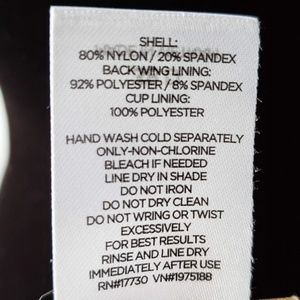 SHELL:
80% NYLON / 20% SPANDEX
BACK WING LINING:
92% POLYESTER / 8% SPANDEX
CUP LINING:
100% POLYESTER
HAND WASH COLD SEPARATELY
ONLY-NON-CHLORINE
BLEACH IF NEEDED
LINE DRY IN SHADE
DO NOT IRON
DO NOT DRY CLEAN
DO NOT WRING OR TWIST
EXCESSIVELY
FOR BEST RESULTS
RINSE AND LINE DRY
IMMEDIATELY AFTER USE
RN#17730 VN#1975188